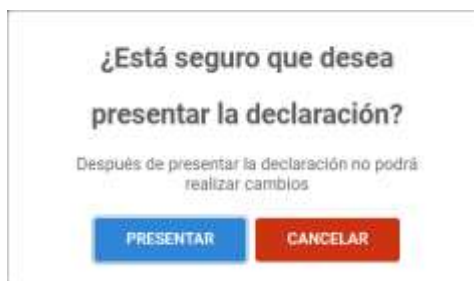 ¿Está seguro que desea
presentar la declaración?
Después de presentar la declaración no podrá
realizar cambios
PRESENTAR
CANCELAR